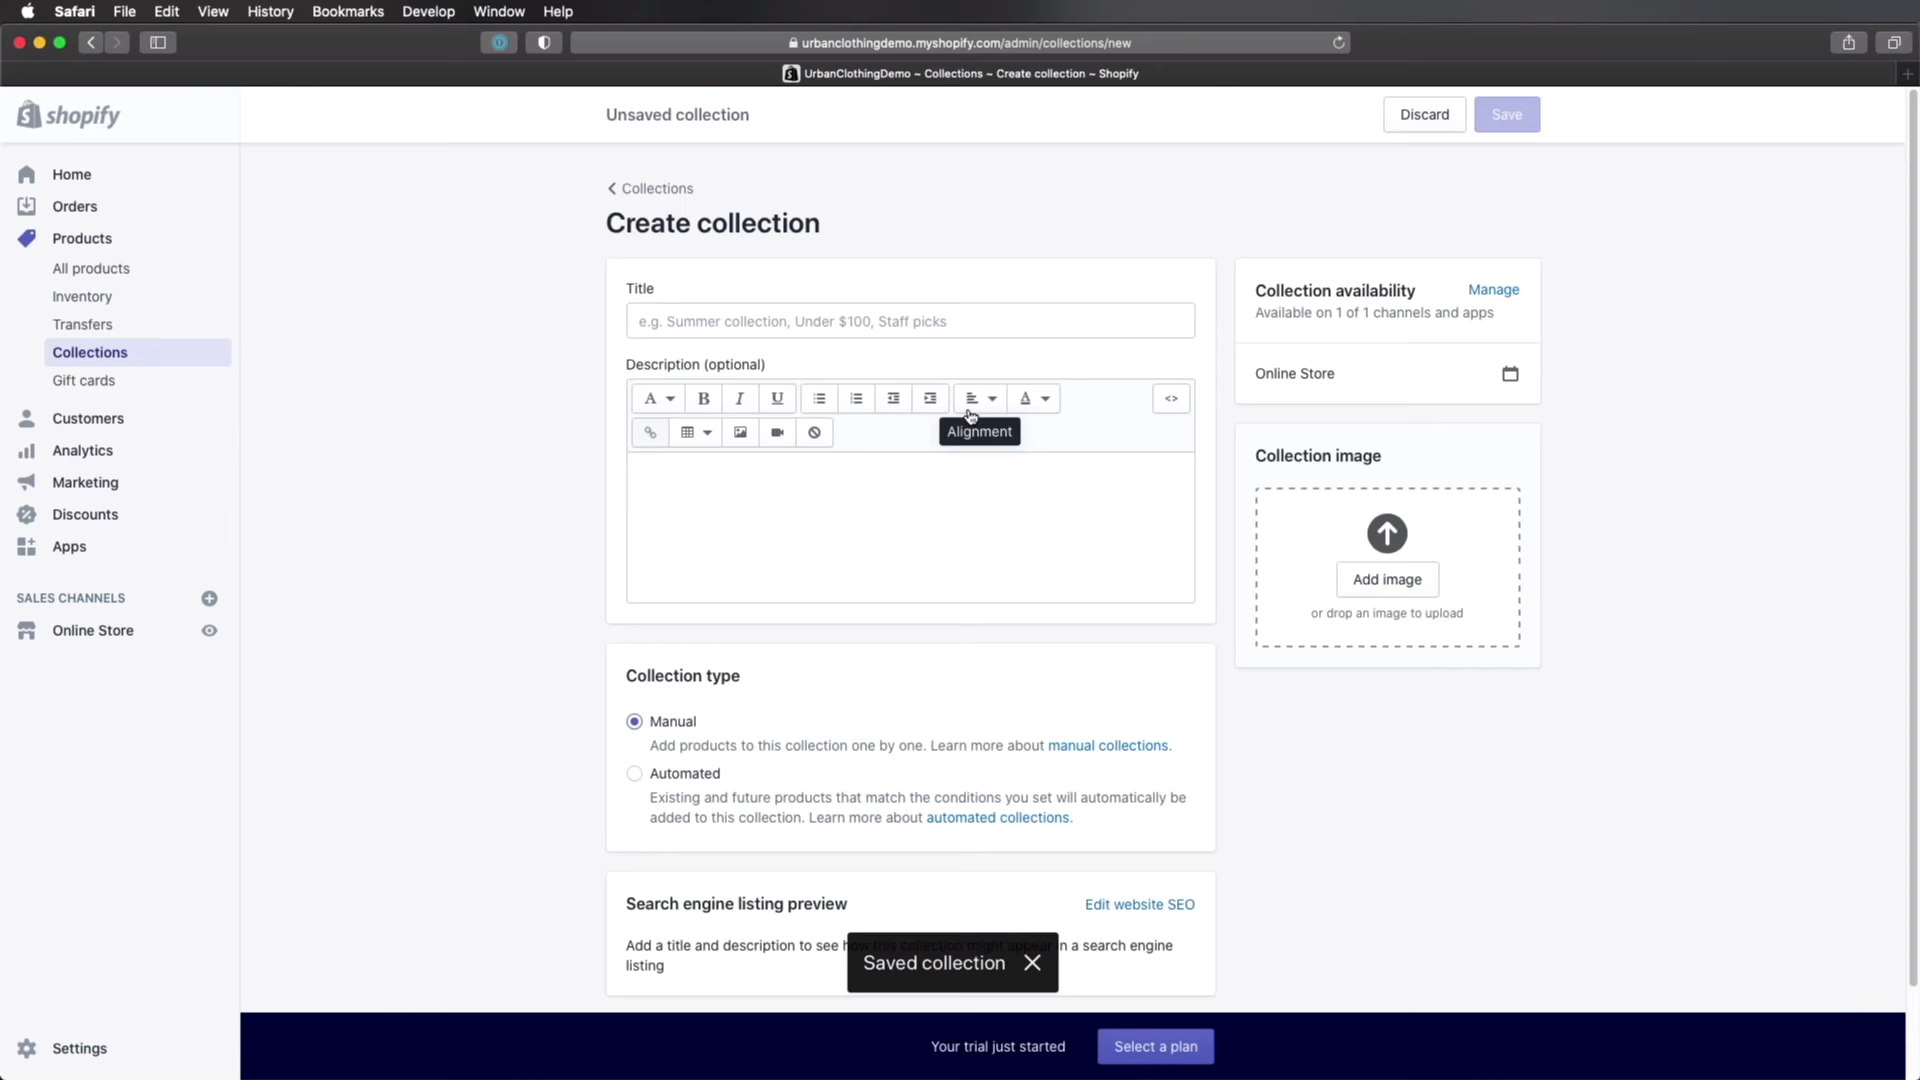 Safari File Edit View History Bookmarks Develop Window Help
urbanclothingdemo.myshopify.com/admin/collections/new
UrbanClothingDemo ~ Collections ~ Create collection ~ Shopify
shopify
Unsaved collection
Discard
Save
Home
Orders
Products
All products
Inventory
Transfers
Collections
Gift cards
Customers
Analytics
Marketing
Discounts
Apps
SALES CHANNELS
Online Store
Settings
Collections
Create collection
Title
e.g. Summer collection, Under $100, Staff picks
Description (optional)
A B I U A <>
Alignment
Collection type
Manual
Add products to this collection one by one. Learn more about manual collections.
Automated
Existing and future products that match the conditions you set will automatically be
added to this collection. Learn more about automated collections.
Search engine listing preview
Edit website SEO
Add a title and description to see how this collection might appear in a search engine
listing
Saved collection
Collection availability
Manage
Available on 1 of 1 channels and apps
Online Store
Collection image
Add image
or drop an image to upload
Your trial just started
Select a plan